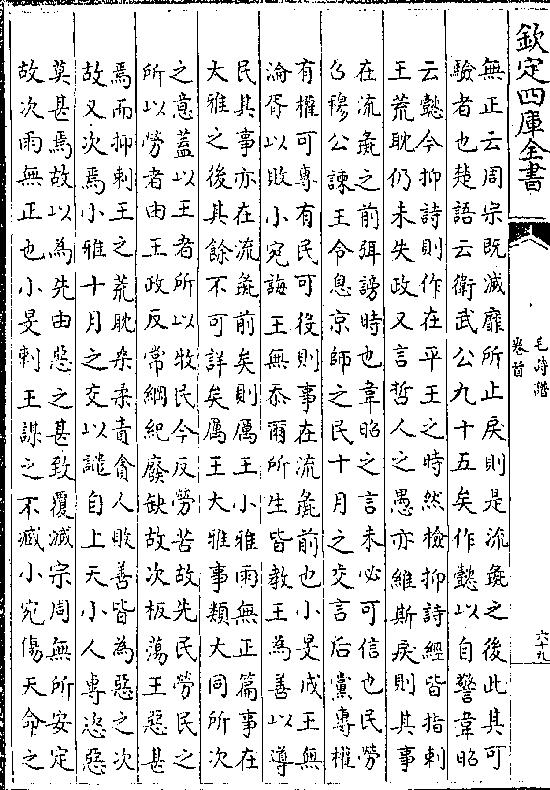 欽定四庫全書
毛詩譜
卷首
六十九
無正云周宗既滅靡所止戾則是流彘之後此其可
驗者也楚語云衛武公九十五矣作懿以自警韋昭
云懿今抑詩則作在平王之時然檢抑詩經皆指刺
王荒耽仍未失政又言哲人之愚亦維斯戾則其事
在流彘之前弭謗時也韋昭之言未必可信也民勞
召穆公諫王令息京師之民十月之交言后黨專權
有權可專有民可役則事在流彘前也小旻戒王無
淪胥以敗小宛誨王無忝爾所生皆教王為善以導
民其事亦在流彘前矣則厲王小雅雨無正篇事在
大雅之後其餘不可詳矣厲王大雅事類大同所次
之意蓋以王者所以牧民今反勞苦故先民勞民之
所以勞者由王政反常綱紀廢缺故次板蕩王惡甚
焉而抑刺王之荒耽桑柔責貪人敗善皆為惡之次
故又次焉小雅十月之交以譴自上天小人專恣惡
莫甚焉故以為先由惡之甚致覆滅宗周無所安定
故次雨無正也小旻刺王謀之不臧小宛傷天命之